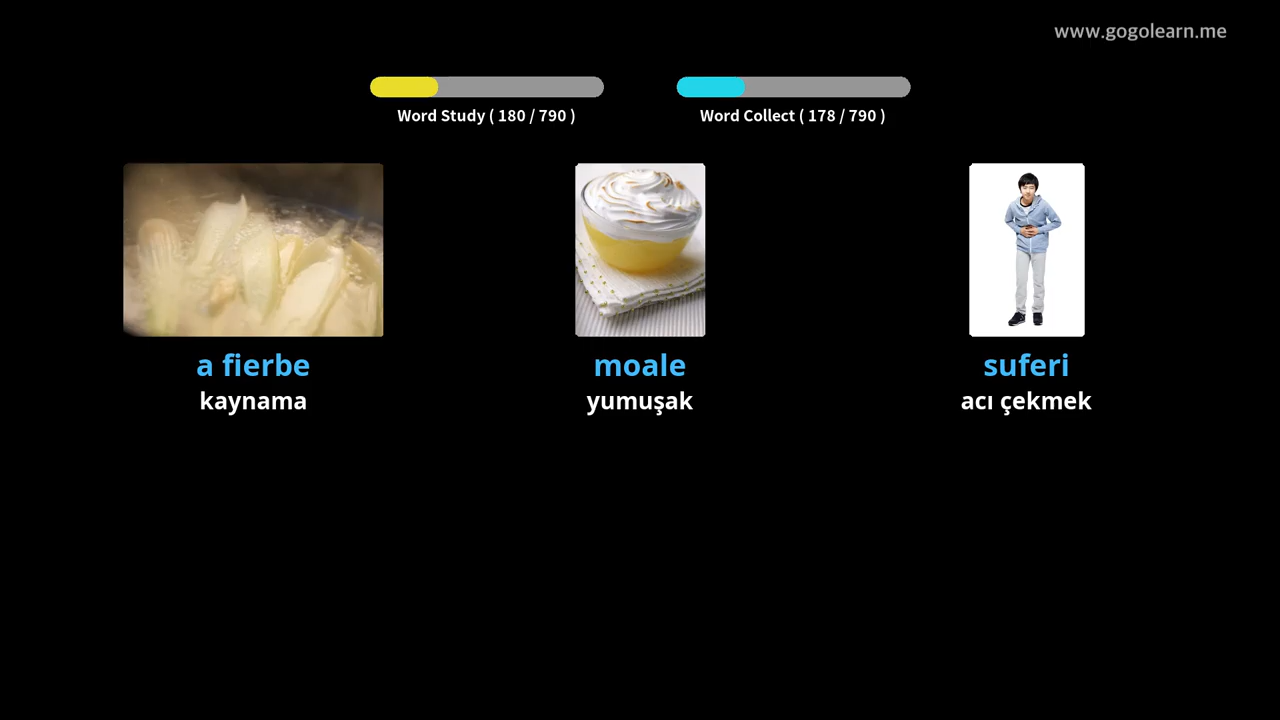 www.gogolearn.me
Word Study ( 180 / 790 )
Word Collect ( 178 / 790 )
a fierbe
kaynama
moale
yumuşak
suferi
acı çekmek